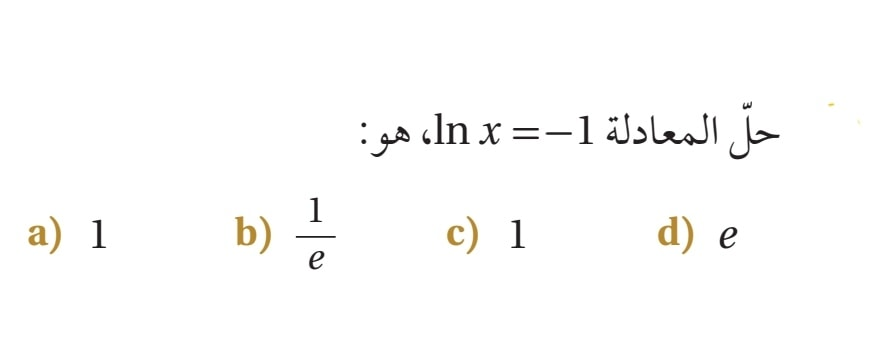 حلّ المعادلة ln x = −1، هو:
a) 1 b) 1/e c) 1 d) e